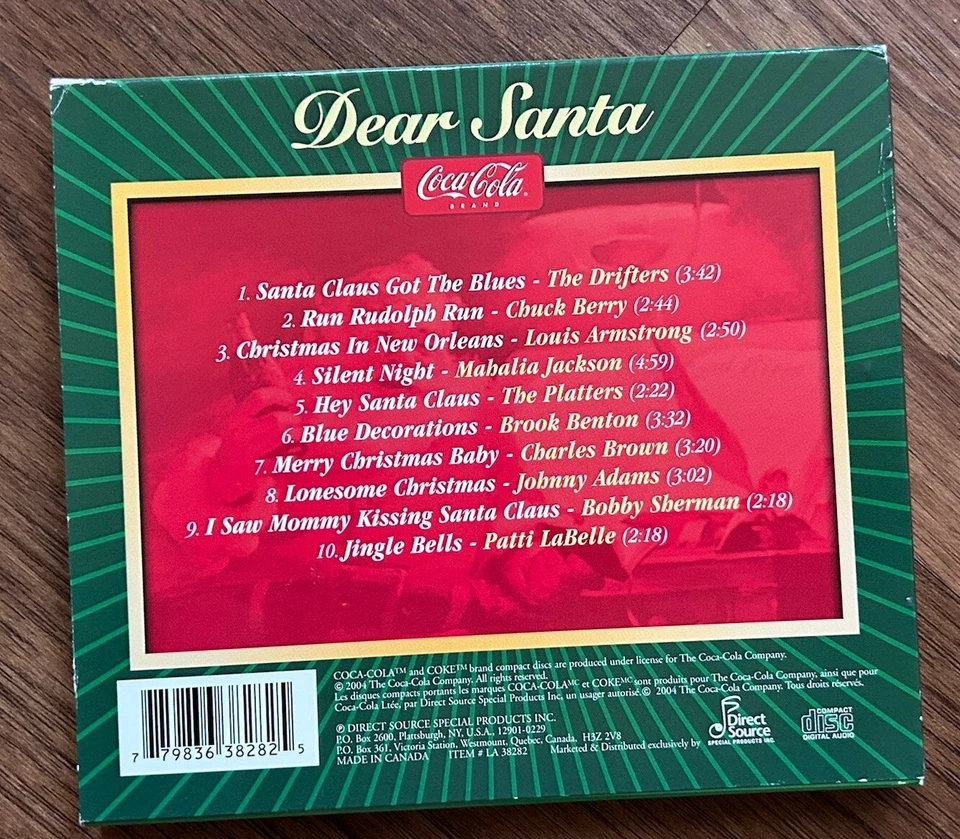 Dear Santa
Coca-Cola
BRAND
1. Santa Claus Got The Blues - The Drifters (3:42)
2. Run Rudolph Run - Chuck Berry (2:44)
3. Christmas In New Orleans - Louis Armstrong (2:50)
4. Silent Night - Mahalia Jackson (4:59)
5. Hey Santa Claus - The Platters (2:22)
6. Blue Decorations - Brook Benton (3:32)
7. Merry Christmas Baby - Charles Brown (3:20)
8. Lonesome Christmas - Johnny Adams (3:02)
9. I Saw Mommy Kissing Santa Claus - Bobby Sherman (2:18)
10. Jingle Bells - Patti LaBelle (2:18)
COCA-COLA™ and COKE™ brand compact discs are produced under license for The Coca-Cola Company.
© 2004 The Coca-Cola Company. All rights reserved.
Les disques compacts portants les marques COCA-COLAMC et COKEMC sont produits pour The Coca-Cola Company, ainsi que pour
Coca-Cola Ltée, par Direct Source Special Products Inc, un usager autorisé.© 2004 The Coca-Cola Company. Tous droits réservés.
℗ DIRECT SOURCE SPECIAL PRODUCTS INC.
P.O. Box 2600, Plattsburgh, NY, U.S.A., 12901-0229
P.O. Box 361, Victoria Station, Westmount, Quebec, Canada, H3Z 2V8
MADE IN CANADA ITEM # LA 38282 Marketed & Distributed exclusively by
Direct
Source
SPECIAL PRODUCTS INC.
COMPACT
disc
DIGITAL AUDIO
7 79836 38282 5